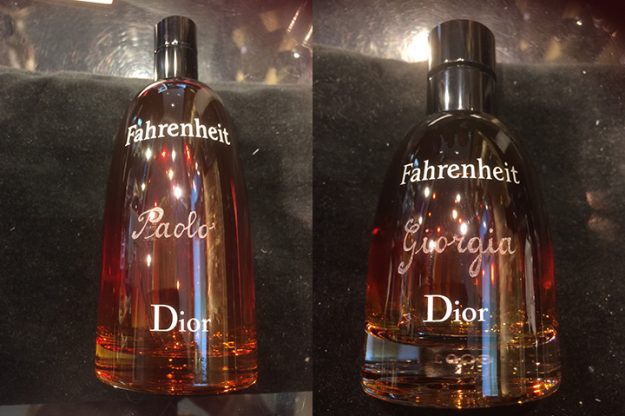 Fahrenheit
Paolo
Dior
Fahrenheit
Giorgia
Dior